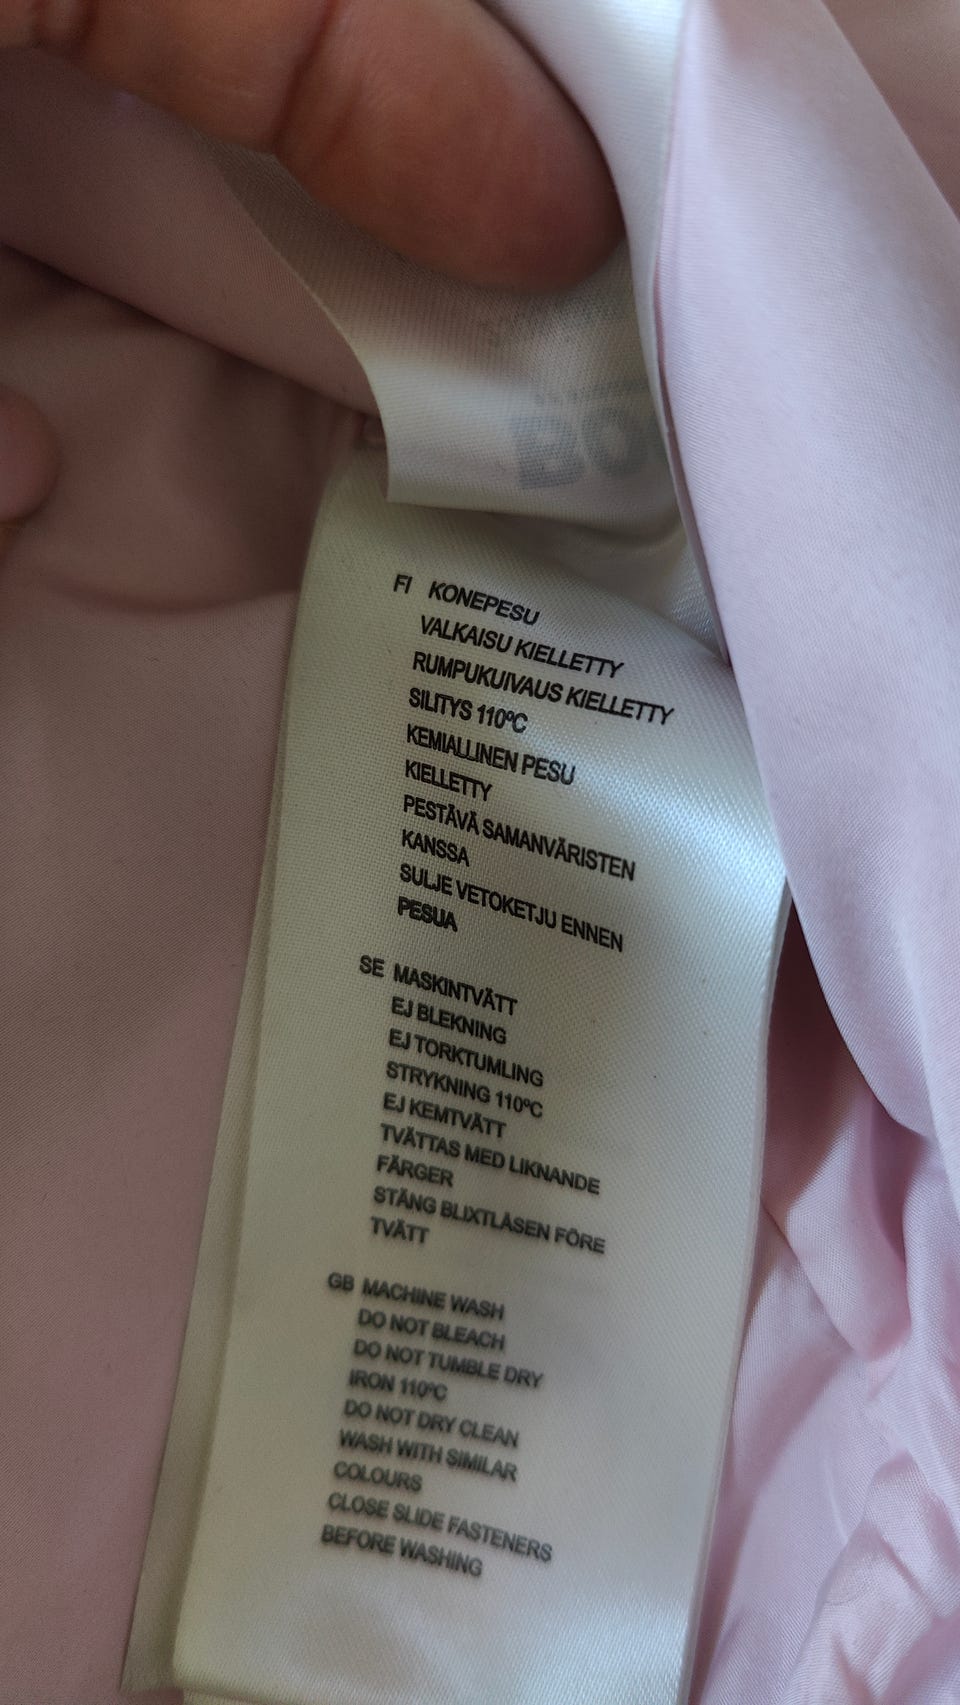 FI KONEPESU
VALKAISU KIELLETTY
RUMPUKUIVAUS KIELLETTY
SILITYS 110ºC
KEMIALLINEN PESU
KIELLETTY
PESTÄVÄ SAMANVÄRISTEN
KANSSA
SULJE VETOKETJU ENNEN
PESUA
SE MASKINTVÄTT
EJ BLEKNING
EJ TORKTUMLING
STRYKNING 110ºC
EJ KEMTVÄTT
TVÄTTAS MED LIKNANDE
FÄRGER
STÄNG BLIXTLÅSEN FÖRE
TVÄTT
GB MACHINE WASH
DO NOT BLEACH
DO NOT TUMBLE DRY
IRON 110ºC
DO NOT DRY CLEAN
WASH WITH SIMILAR
COLOURS
CLOSE SLIDE FASTENERS
BEFORE WASHING